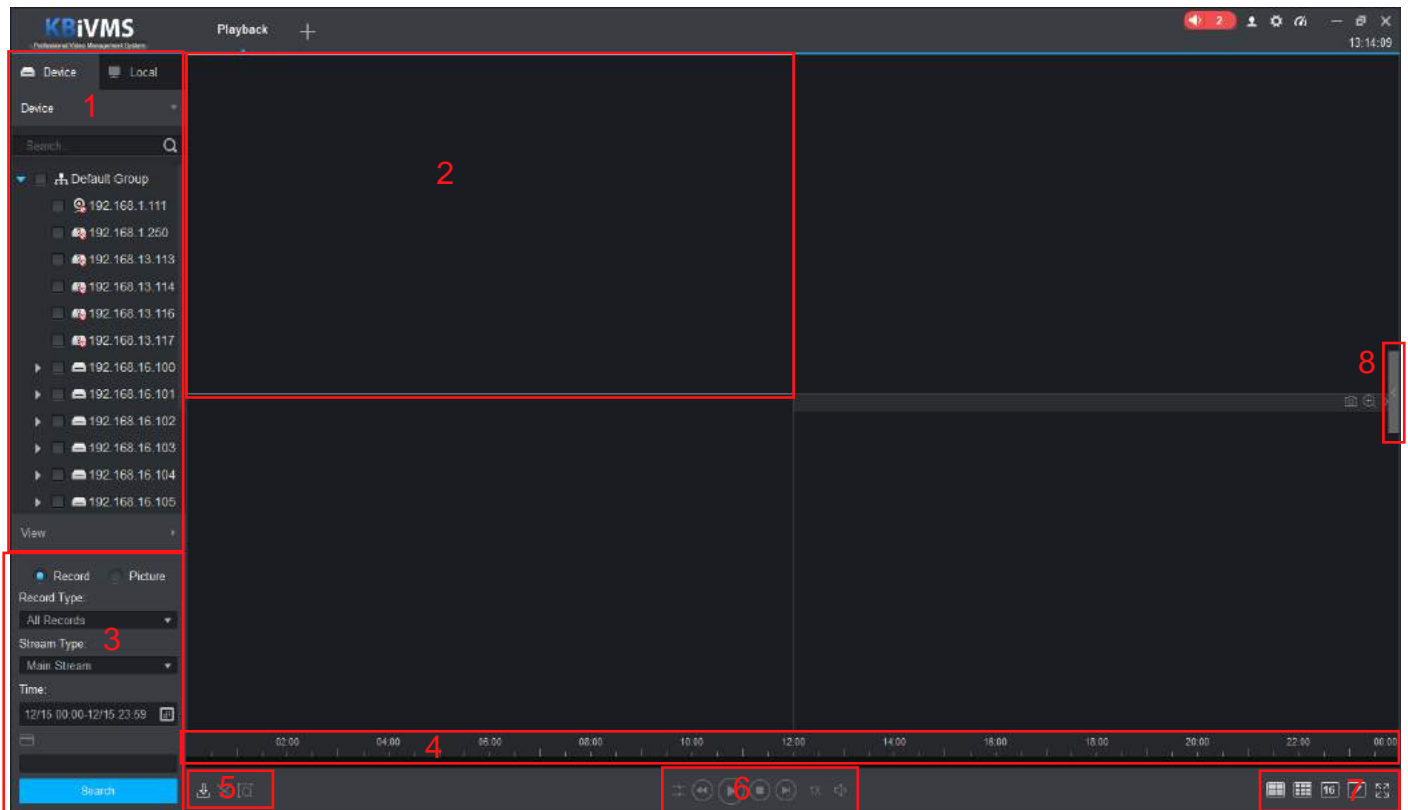 KBiVMS
Professional Video Management System
Playback
2
13:14:09
Device Local
Device
1
Search...
Default Group
192.168.1.111
192.168.1.250
192.168.13.113
192.168.13.114
192.168.13.116
192.168.13.117
192.168.16.100
192.168.16.101
192.168.16.102
192.168.16.103
192.168.16.104
192.168.16.105
View
2
8
Record Picture
Record Type:
All Records
3
Stream Type:
Main Stream
Time:
12/15 00:00-12/15 23:59
Search
02:00 04:00 06:00 08:00 10:00 12:00 14:00 16:00 18:00 20:00 22:00 00:00
4
5
6
1X
16
7